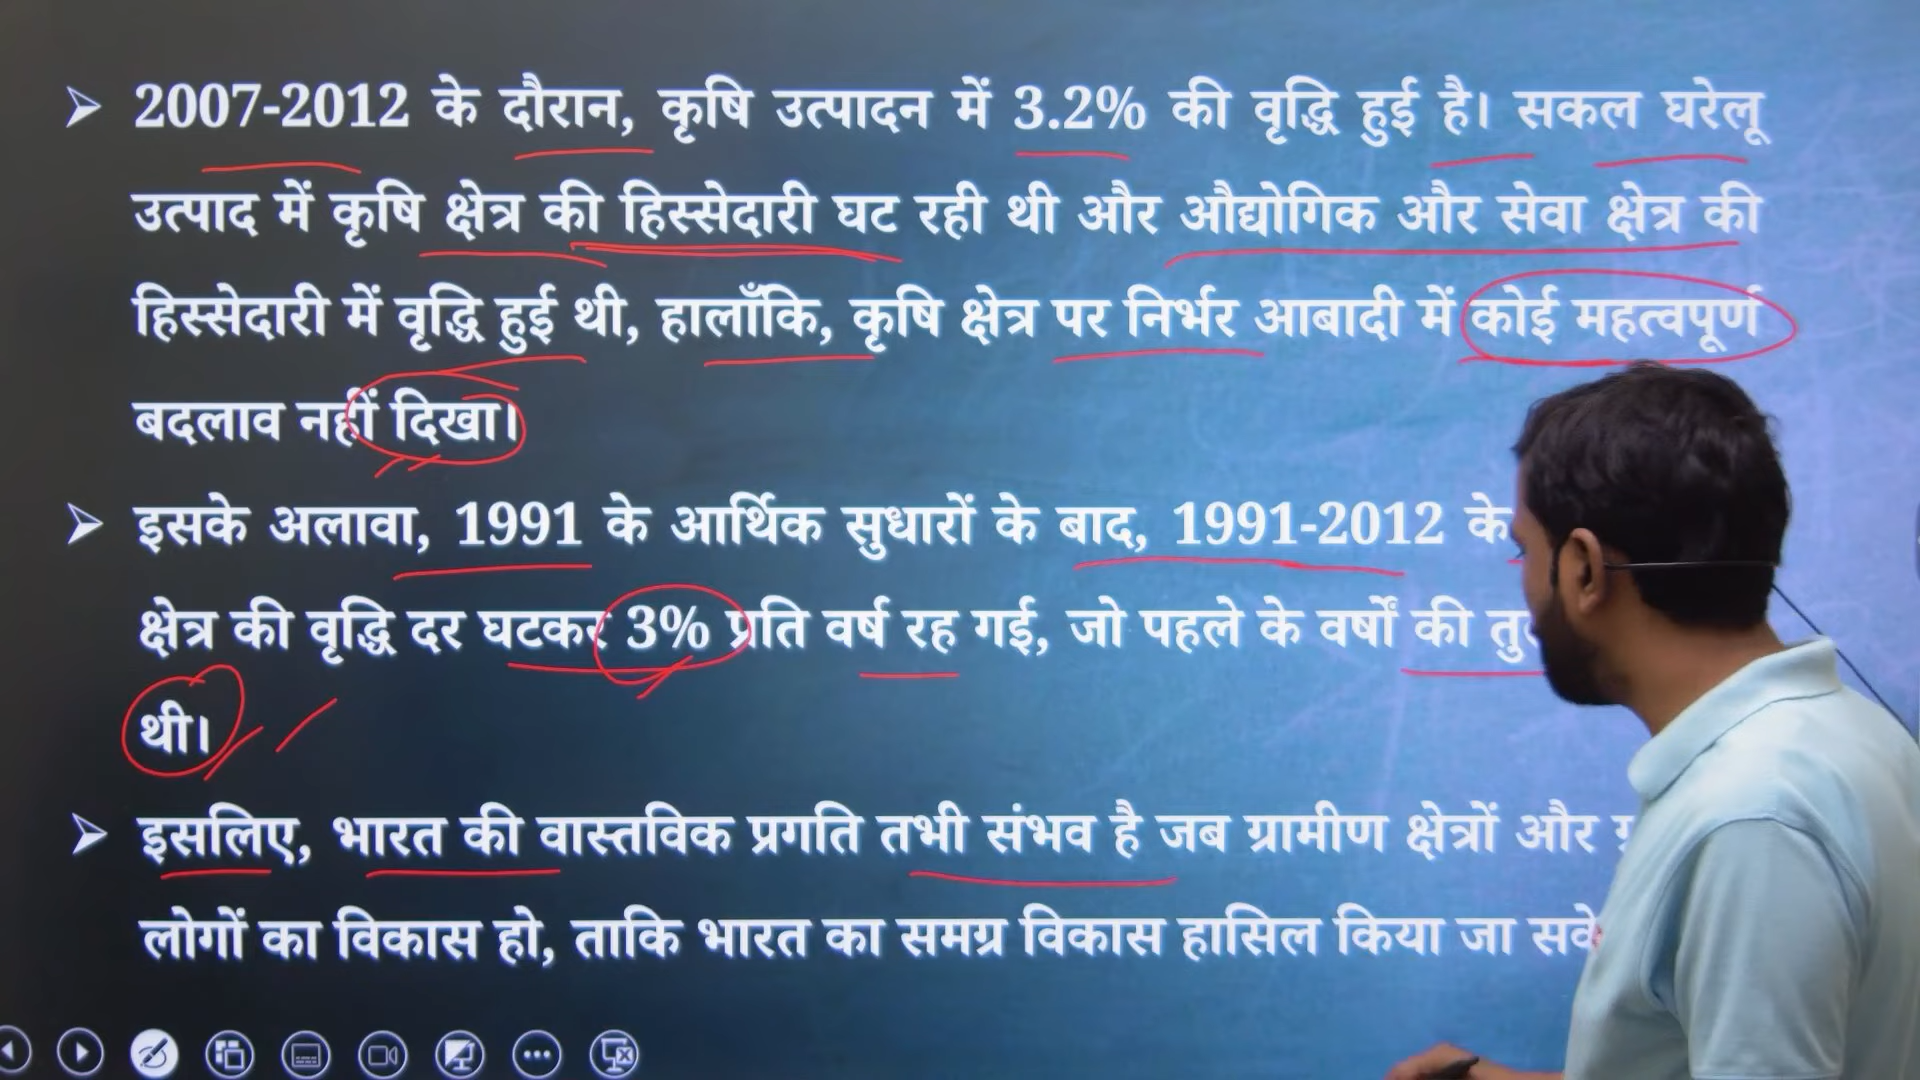 ➤ 2007-2012 के दौरान, कृषि उत्पादन में 3.2% की वृद्धि हुई है। सकल घरेलू
उत्पाद में कृषि क्षेत्र की हिस्सेदारी घट रही थी और औद्योगिक और सेवा क्षेत्र की
हिस्सेदारी में वृद्धि हुई थी, हालाँकि, कृषि क्षेत्र पर निर्भर आबादी में कोई महत्वपूर्ण
बदलाव नहीं दिखा।
➤ इसके अलावा, 1991 के आर्थिक सुधारों के बाद, 1991-2012 के
क्षेत्र की वृद्धि दर घटकर 3% प्रति वर्ष रह गई, जो पहले के वर्षों की
थी।
➤ इसलिए, भारत की वास्तविक प्रगति तभी संभव है जब ग्रामीण क्षेत्रों और
लोगों का विकास हो, ताकि भारत का समग्र विकास हासिल किया जा सके